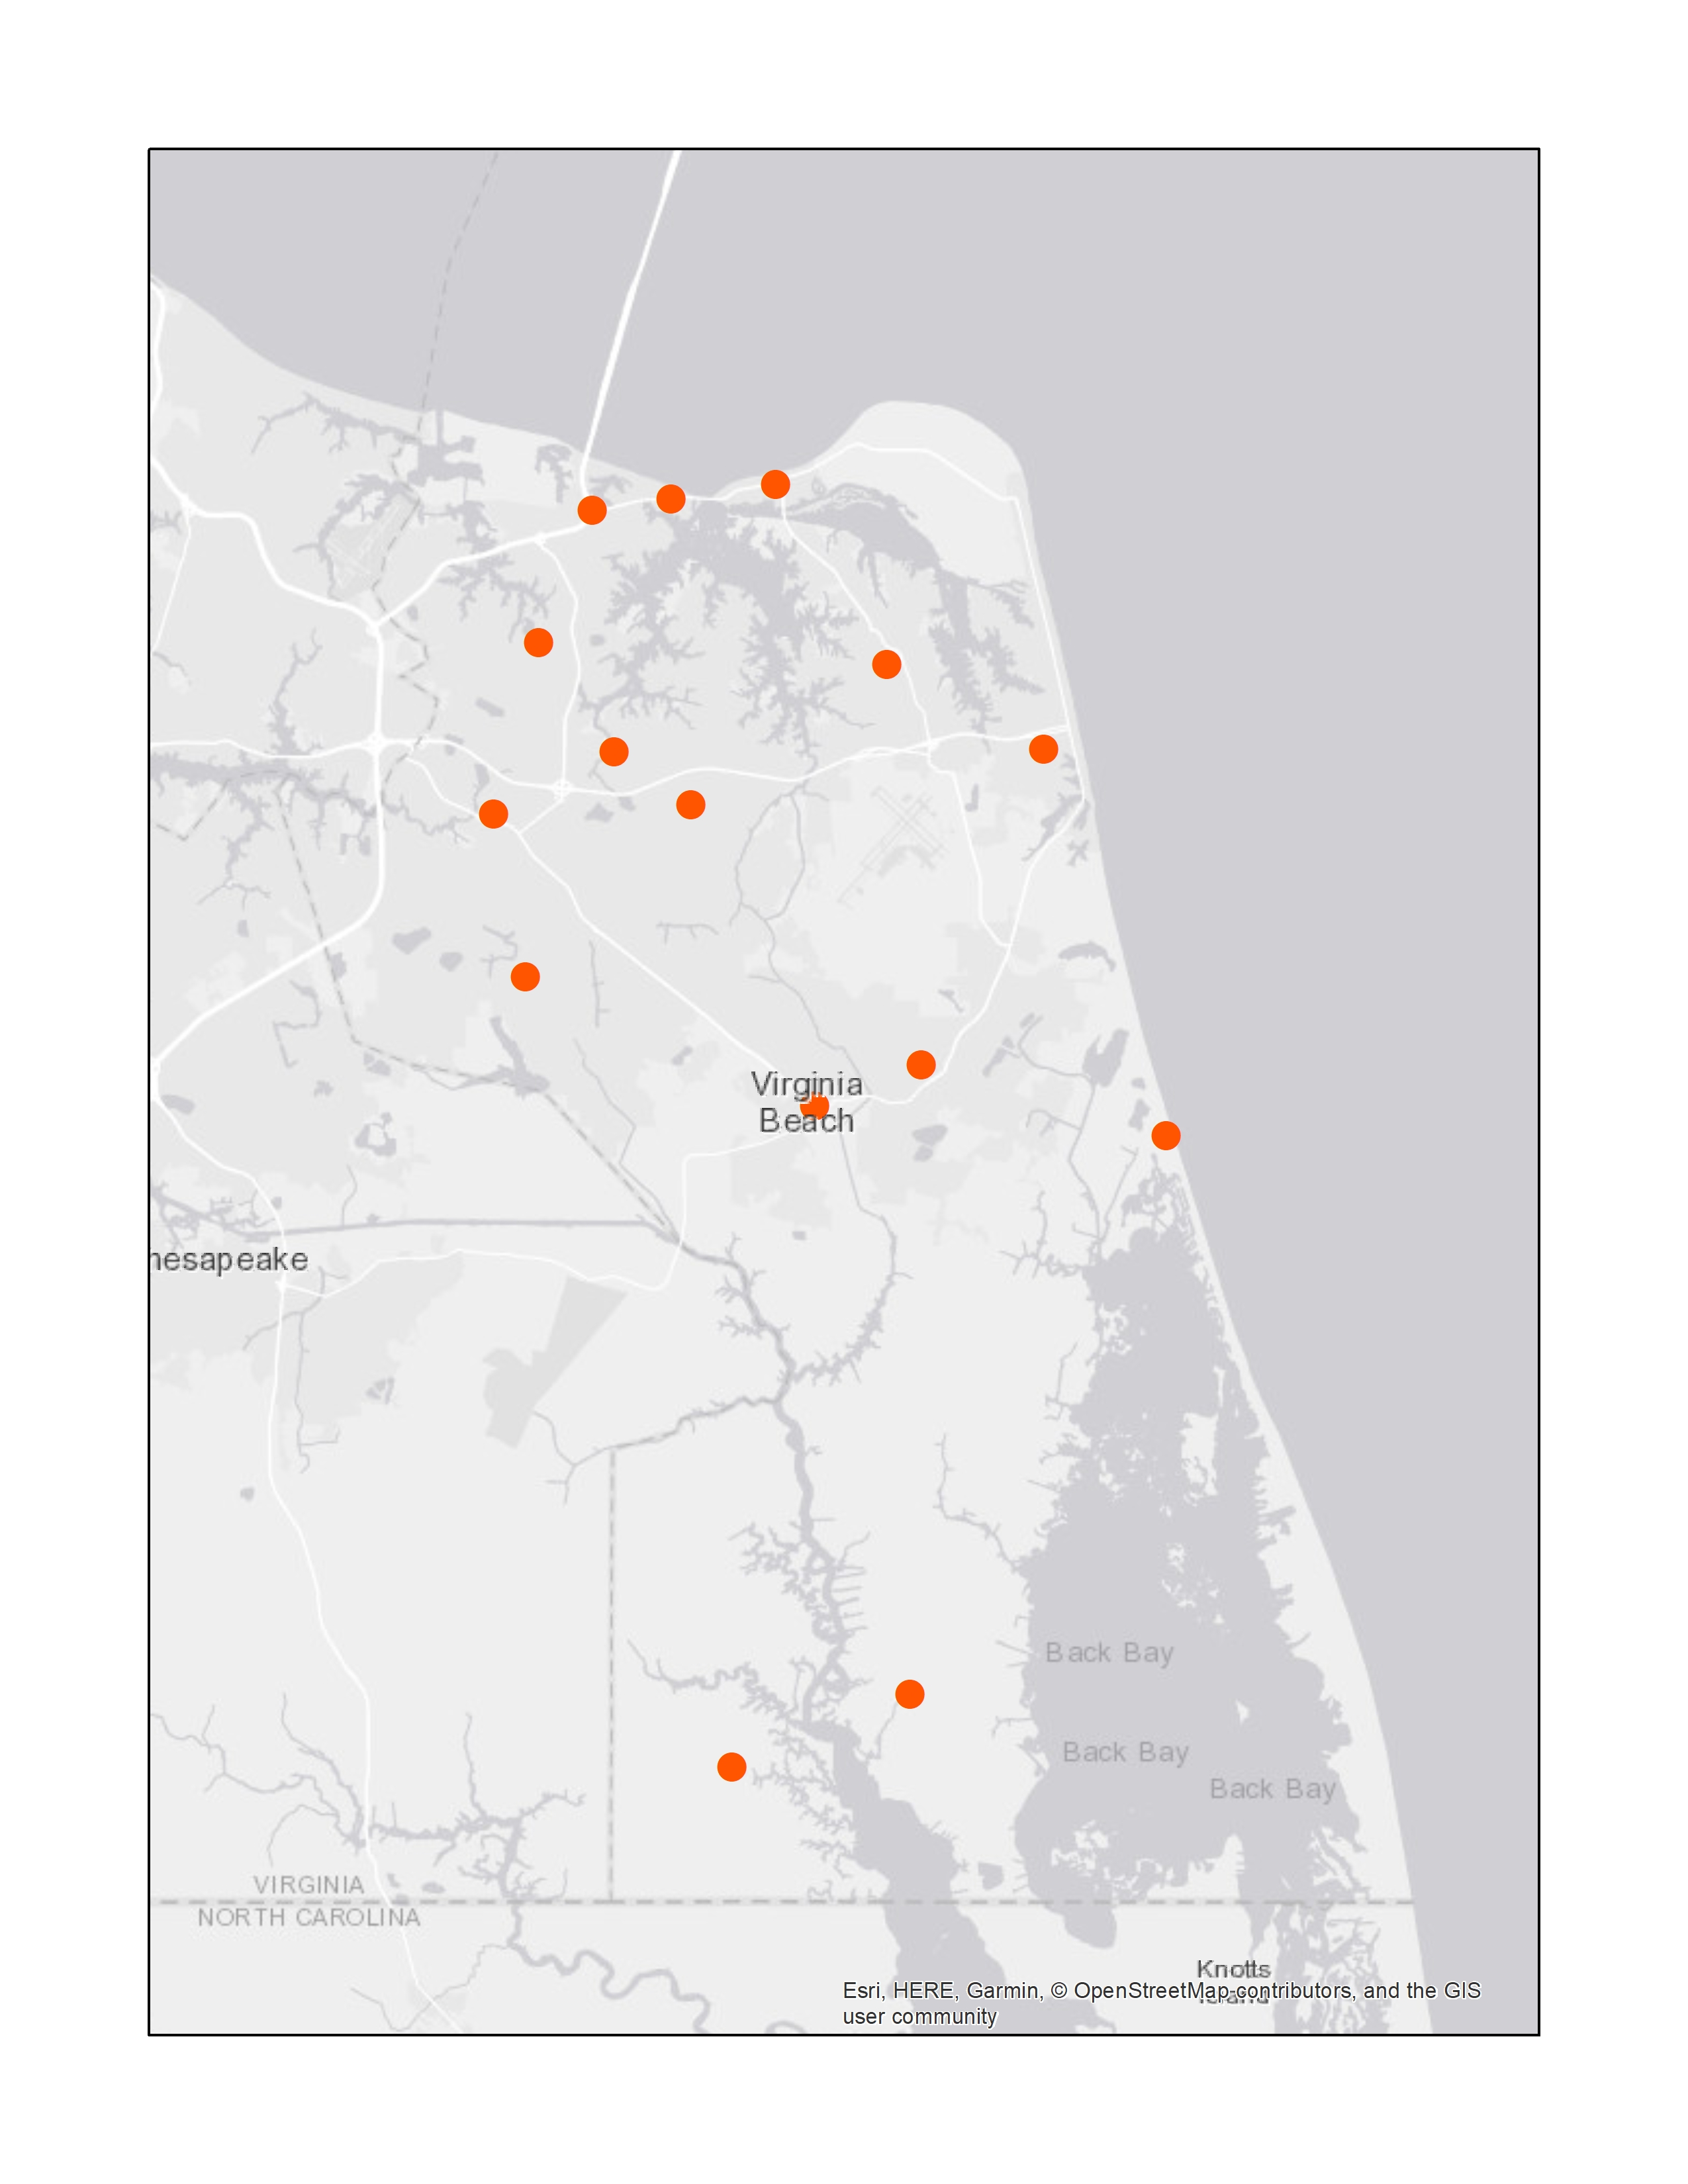 Virginia
Beach
hesapeake
Back Bay
Back Bay
Back Bay
VIRGINIA
NORTH CAROLINA
Knotts
Island
Esri, HERE, Garmin, © OpenStreetMap contributors, and the GIS
user community